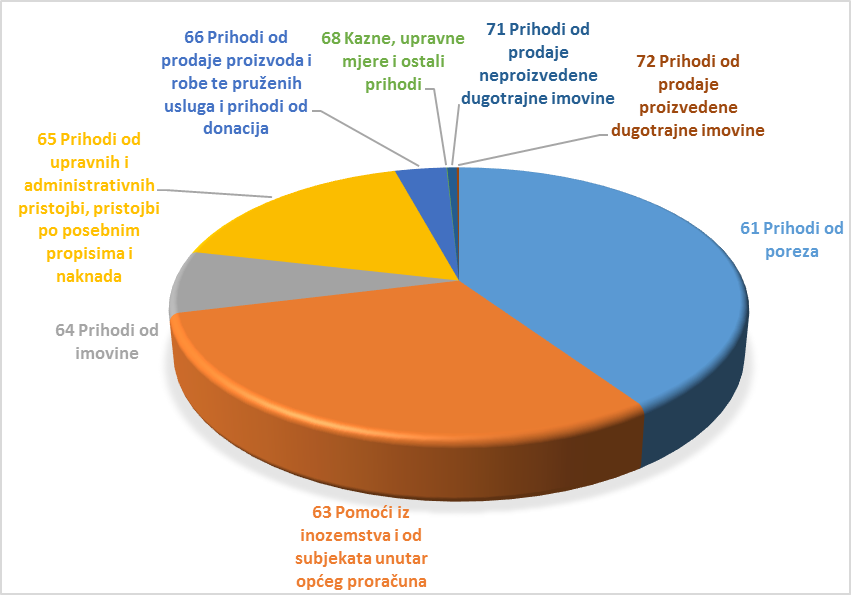 66 Prihodi od
prodaje proizvoda i
robe te pruženih
usluga i prihodi od
donacija
68 Kazne, upravne
mjere i ostali
prihodi
71 Prihodi od
prodaje
neproizvedene
dugotrajne imovine
72 Prihodi od
prodaje
proizvedene
dugotrajne imovine
65 Prihodi od
upravnih i
administrativnih
pristojbi, pristojbi
po posebnim
propisima i
naknada
61 Prihodi od
poreza
64 Prihodi od
imovine
63 Pomoći iz
inozemstva i od
subjekata unutar
općeg proračuna